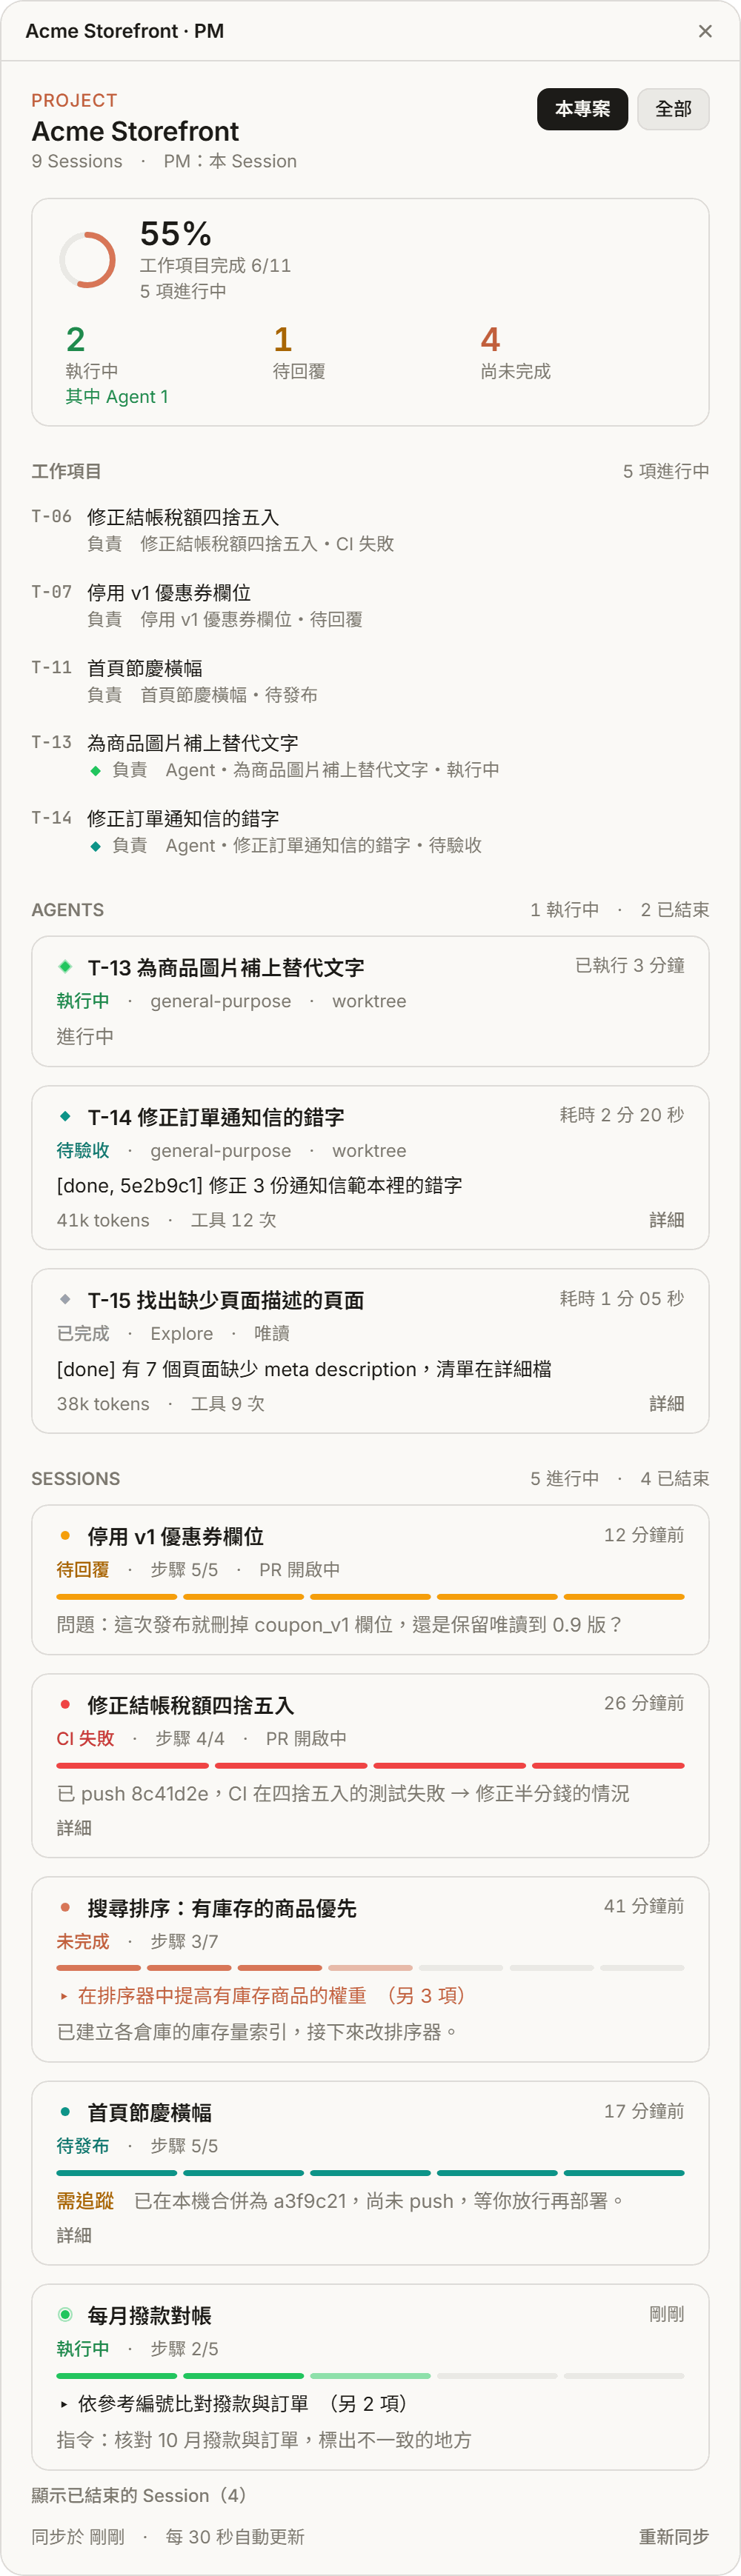 Acme Storefront · PM
PROJECT
Acme Storefront
本專案
全部
9 Sessions · PM：本 Session
55%
工作項目完成 6/11
5 項進行中
2
執行中
其中 Agent 1
1
待回覆
4
尚未完成
工作項目
5 項進行中
T-06 修正結帳稅額四捨五入
負責 修正結帳稅額四捨五入・CI 失敗
T-07 停用 v1 優惠券欄位
負責 停用 v1 優惠券欄位・待回覆
T-11 首頁節慶橫幅
負責 首頁節慶橫幅・待發布
T-13 為商品圖片補上替代文字
負責 Agent・為商品圖片補上替代文字・執行中
T-14 修正訂單通知信的錯字
負責 Agent・修正訂單通知信的錯字・待驗收
AGENTS
1 執行中 · 2 已結束
T-13 為商品圖片補上替代文字
已執行 3 分鐘
執行中 · general-purpose · worktree
進行中
T-14 修正訂單通知信的錯字
耗時 2 分 20 秒
待驗收 · general-purpose · worktree
[done, 5e2b9c1] 修正 3 份通知信範本裡的錯字
41k tokens · 工具 12 次
詳細
T-15 找出缺少頁面描述的頁面
耗時 1 分 05 秒
已完成 · Explore · 唯讀
[done] 有 7 個頁面缺少 meta description，清單在詳細檔
38k tokens · 工具 9 次
詳細
SESSIONS
5 進行中 · 4 已結束
停用 v1 優惠券欄位
12 分鐘前
待回覆 · 步驟 5/5 · PR 開啟中
問題：這次發布就刪掉 coupon_v1 欄位，還是保留唯讀到 0.9 版？
修正結帳稅額四捨五入
26 分鐘前
CI 失敗 · 步驟 4/4 · PR 開啟中
已 push 8c41d2e，CI 在四捨五入的測試失敗 → 修正半分錢的情況
詳細
搜尋排序：有庫存的商品優先
41 分鐘前
未完成 · 步驟 3/7
▸ 在排序器中提高有庫存商品的權重 （另 3 項）
已建立各倉庫的庫存量索引，接下來改排序器。
首頁節慶橫幅
17 分鐘前
待發布 · 步驟 5/5
需追蹤 已在本機合併為 a3f9c21，尚未 push，等你放行再部署。
詳細
每月撥款對帳
剛剛
執行中 · 步驟 2/5
▸ 依參考編號比對撥款與訂單 （另 2 項）
指令：核對 10 月撥款與訂單，標出不一致的地方
顯示已結束的 Session（4）
同步於 剛剛 · 每 30 秒自動更新
重新同步